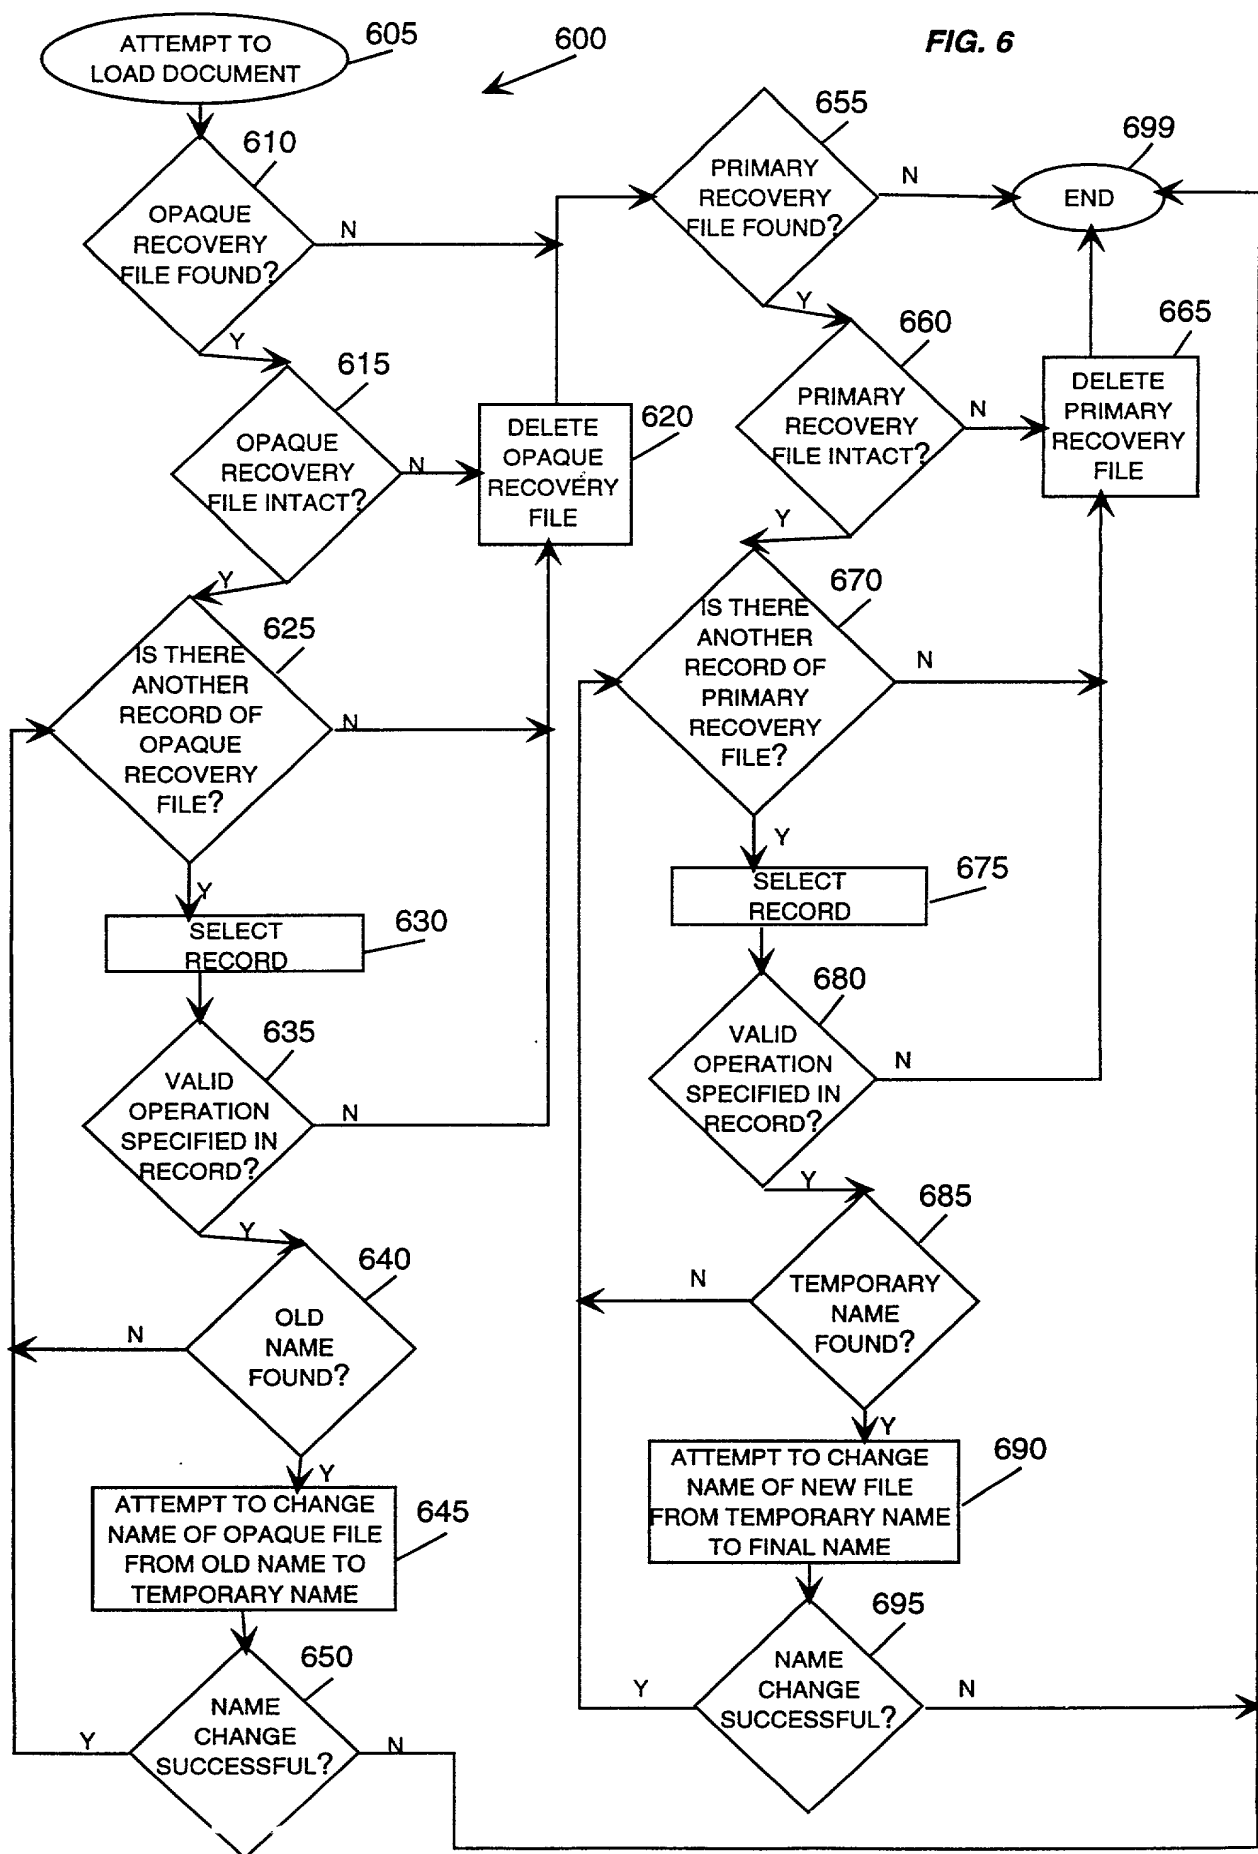 FIG. 6
600
ATTEMPT TO
LOAD DOCUMENT
605
610
OPAQUE
RECOVERY
FILE FOUND?
N
Y
615
OPAQUE
RECOVERY
FILE INTACT?
N
Y
DELETE
OPAQUE
RECOVERY
FILE
620
625
IS THERE
ANOTHER
RECORD OF
OPAQUE
RECOVERY
FILE?
N
Y
SELECT
RECORD
630
635
VALID
OPERATION
SPECIFIED IN
RECORD?
N
Y
640
OLD
NAME
FOUND?
N
Y
ATTEMPT TO CHANGE
NAME OF OPAQUE FILE
FROM OLD NAME TO
TEMPORARY NAME
645
650
NAME
CHANGE
SUCCESSFUL?
Y
N
655
PRIMARY
RECOVERY
FILE FOUND?
N
Y
699
END
660
PRIMARY
RECOVERY
FILE INTACT?
N
Y
665
DELETE
PRIMARY
RECOVERY
FILE
670
IS THERE
ANOTHER
RECORD OF
PRIMARY
RECOVERY
FILE?
N
Y
SELECT
RECORD
675
680
VALID
OPERATION
SPECIFIED IN
RECORD?
N
Y
685
TEMPORARY
NAME
FOUND?
N
Y
ATTEMPT TO CHANGE
NAME OF NEW FILE
FROM TEMPORARY NAME
TO FINAL NAME
690
695
NAME
CHANGE
SUCCESSFUL?
Y
N